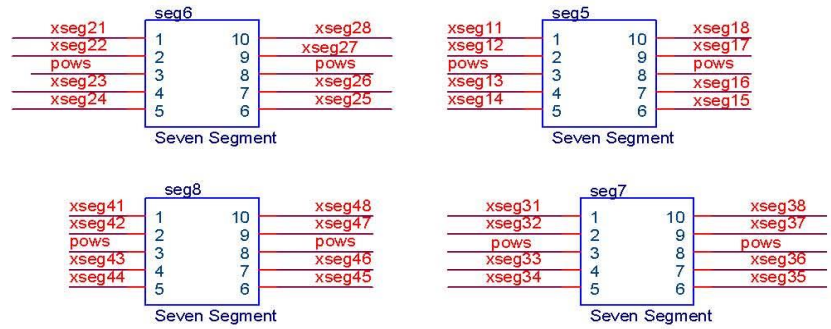 seg6
xseg21 1 10 xseg28
xseg22 2 9 xseg27
pows 3 8 pows
xseg23 4 7 xseg26
xseg24 5 6 xseg25
Seven Segment
seg5
xseg11 1 10 xseg18
xseg12 2 9 xseg17
pows 3 8 pows
xseg13 4 7 xseg16
xseg14 5 6 xseg15
Seven Segment
seg8
xseg41 1 10 xseg48
xseg42 2 9 xseg47
pows 3 8 pows
xseg43 4 7 xseg46
xseg44 5 6 xseg45
Seven Segment
seg7
xseg31 1 10 xseg38
xseg32 2 9 xseg37
pows 3 8 pows
xseg33 4 7 xseg36
xseg34 5 6 xseg35
Seven Segment